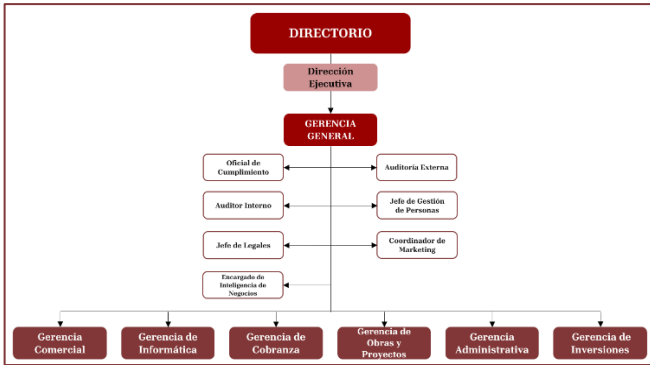 DIRECTORIO
Dirección
Ejecutiva
GERENCIA
GENERAL
Oficial de
Cumplimiento
Auditoría Externa
Auditor Interno
Jefe de Gestión
de Personas
Jefe de Legales
Coordinador de
Marketing
Encargado de
Inteligencia de
Negocios
Gerencia
Comercial
Gerencia de
Informática
Gerencia de
Cobranza
Gerencia de
Obras y
Proyectos
Gerencia
Administrativa
Gerencia de
Inversiones